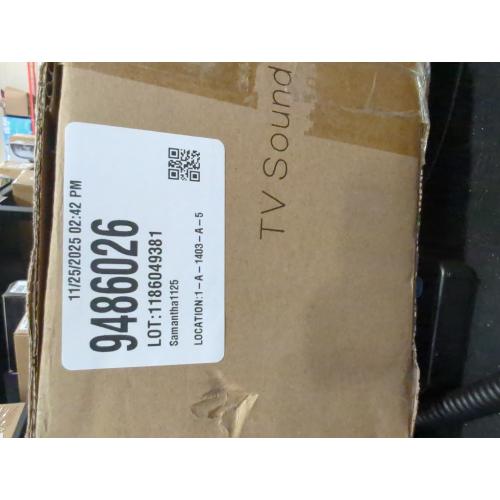 11/25/2025 02:42 PM
9486026
LOT:1186049381
Samantha1125
LOCATION:1-A-1403-A-5
TV Sound